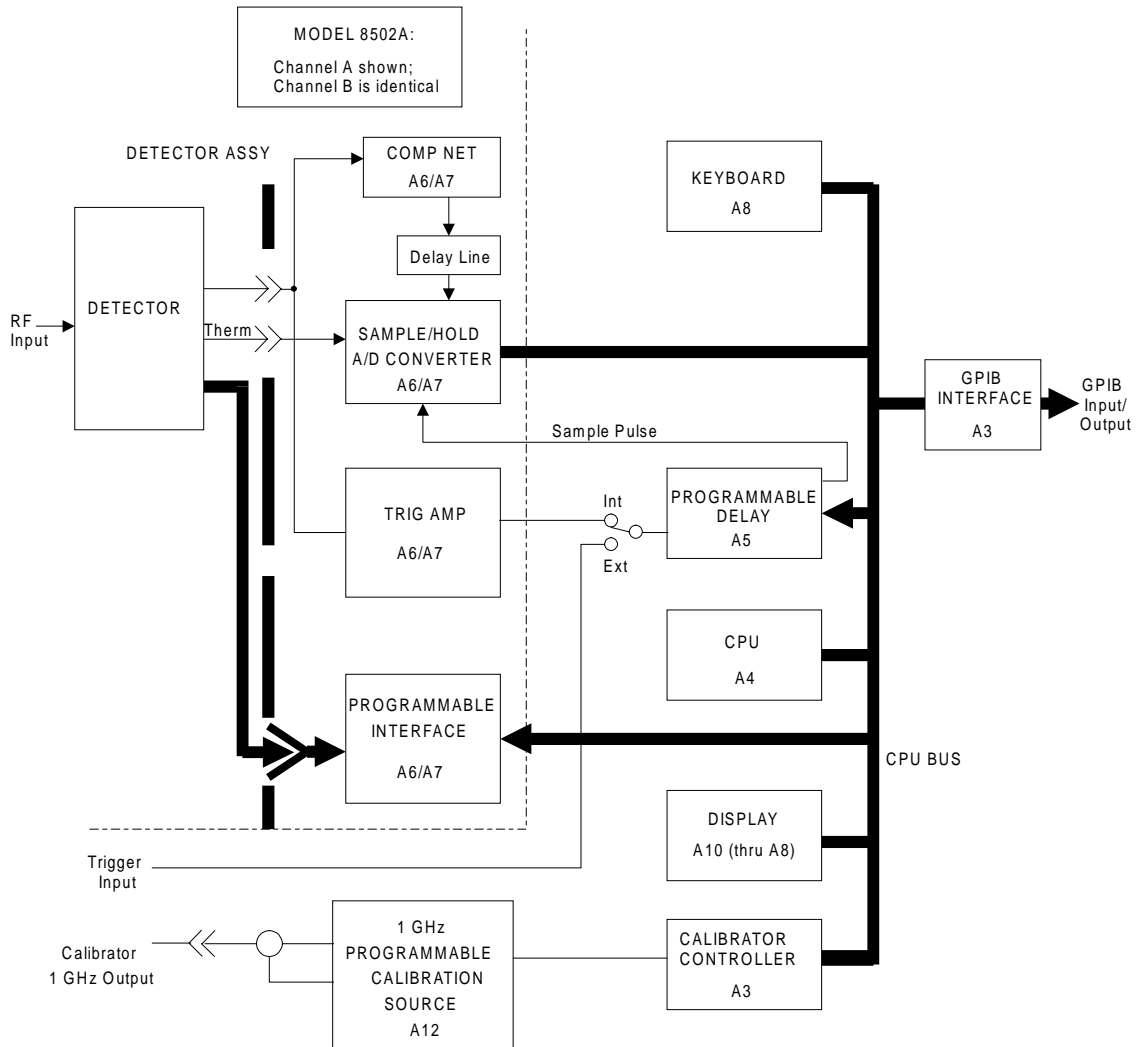 MODEL 8502A:
Channel A shown;
Channel B is identical
DETECTOR ASSY
COMP NET
A6/A7
KEYBOARD
A8
Delay Line
DETECTOR
RF
Input
Therm
SAMPLE/HOLD
A/D CONVERTER
A6/A7
GPIB
INTERFACE
A3
GPIB
Input/
Output
Sample Pulse
TRIG AMP
A6/A7
Int
Ext
PROGRAMMABLE
DELAY
A5
CPU
A4
PROGRAMMABLE
INTERFACE
A6/A7
CPU BUS
DISPLAY
A10 (thru A8)
Trigger
Input
Calibrator
1 GHz Output
1 GHz
PROGRAMMABLE
CALIBRATION
SOURCE
A12
CALIBRATOR
CONTROLLER
A3